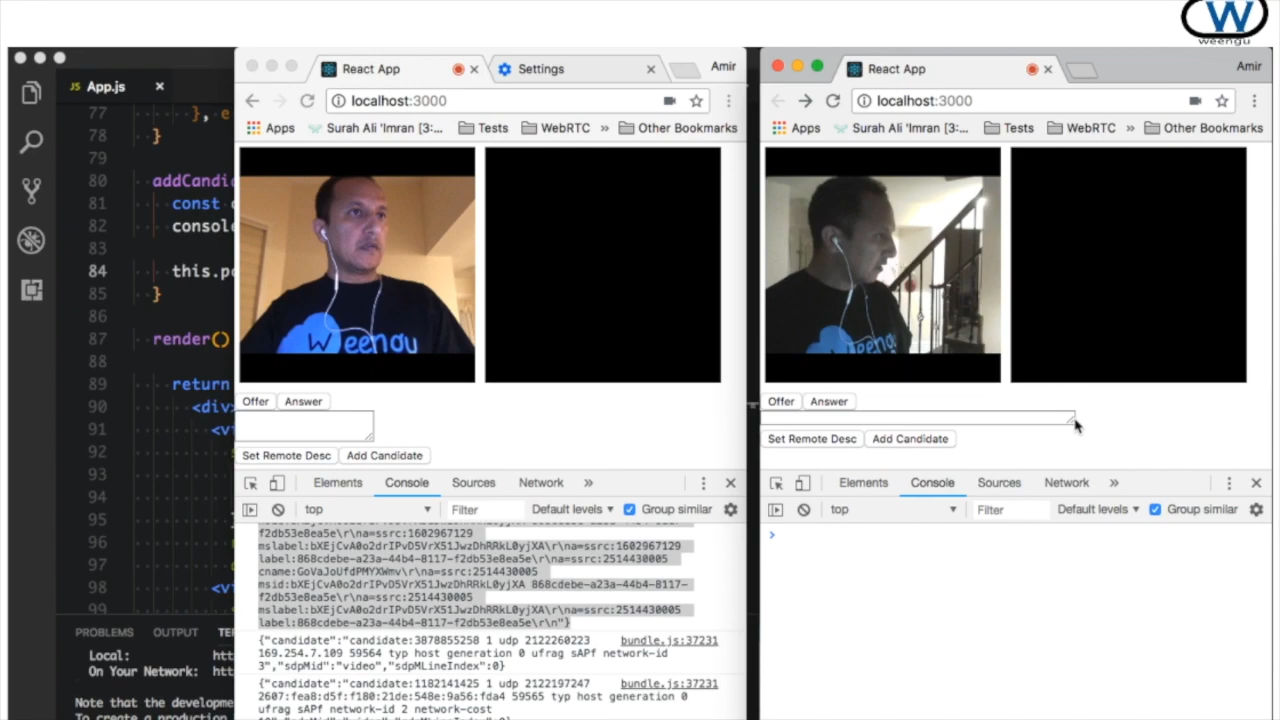 W
weengu
App.js
77 }, e
78 }
79
80 addCandi
81 const
82 console
83
84 this.pc
85 }
86
87 render()
88
89 return
90 <div>
91 <v
92
93
94
95
96
97
98 <v
99
PROBLEMS OUTPUT
Local: htt
On Your Network: htt
Note that the developme
To create a production
React App
Settings
Amir
localhost:3000
Apps Surah Ali 'Imran [3:... Tests WebRTC » Other Bookmarks
Weengu
Offer Answer
Set Remote Desc Add Candidate
Elements Console Sources Network »
top Filter Default levels ▼ Group similar
f2db53e8ea5e\r\na=ssrc:1602967129
mslabel:bXEjCvA0o2drIPvD5VrX51JwzDhRRkL0yjXA\r\na=ssrc:1602967129
label:868cdebe-a23a-44b4-8117-f2db53e8ea5e\r\na=ssrc:2514430005
cname:GoVaJoUfdPMYXWmv\r\na=ssrc:2514430005
msid:bXEjCvA0o2drIPvD5VrX51JwzDhRRkL0yjXA 868cdebe-a23a-44b4-8117-
f2db53e8ea5e\r\na=ssrc:2514430005
mslabel:bXEjCvA0o2drIPvD5VrX51JwzDhRRkL0yjXA\r\na=ssrc:2514430005
label:868cdebe-a23a-44b4-8117-f2db53e8ea5e\r\n"}
{"candidate":"candidate:3878855258 1 udp 2122260223 bundle.js:37231
169.254.7.109 59564 typ host generation 0 ufrag sAPf network-id
3","sdpMid":"video","sdpMLineIndex":0}
{"candidate":"candidate:1182141425 1 udp 2122197247 bundle.js:37231
2607:fea8:d5f:f180:21de:548e:9a56:fda4 59565 typ host generation 0
ufrag sAPf network-id 2 network-cost
React App
Amir
localhost:3000
Apps Surah Ali 'Imran [3:... Tests WebRTC » Other Bookmarks
Offer Answer
Set Remote Desc Add Candidate
Elements Console Sources Network »
top Filter Default levels ▼ Group similar